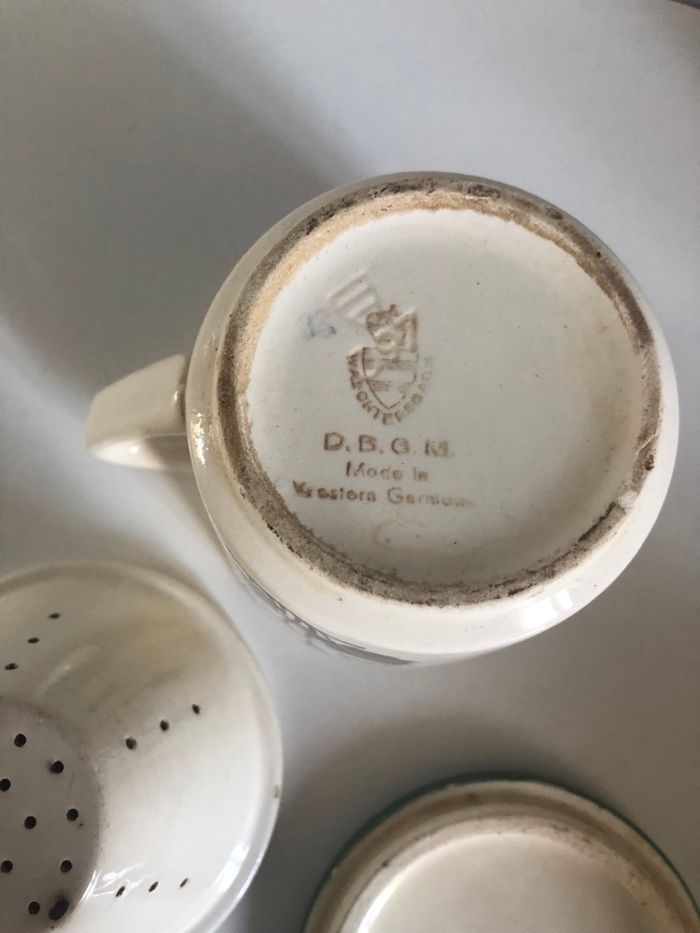 WAECHTERSBACH
D. B. G. M.
Made in
Western Germany